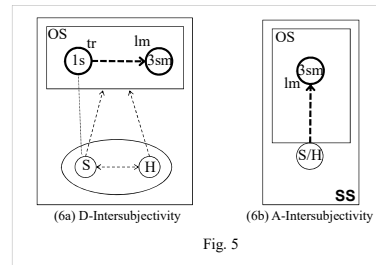 OS
tr
lm
1s
3sm
S
H
(6a) D-Intersubjectivity
OS
3sm
lm
S/H
SS
(6b) A-Intersubjectivity
Fig. 5